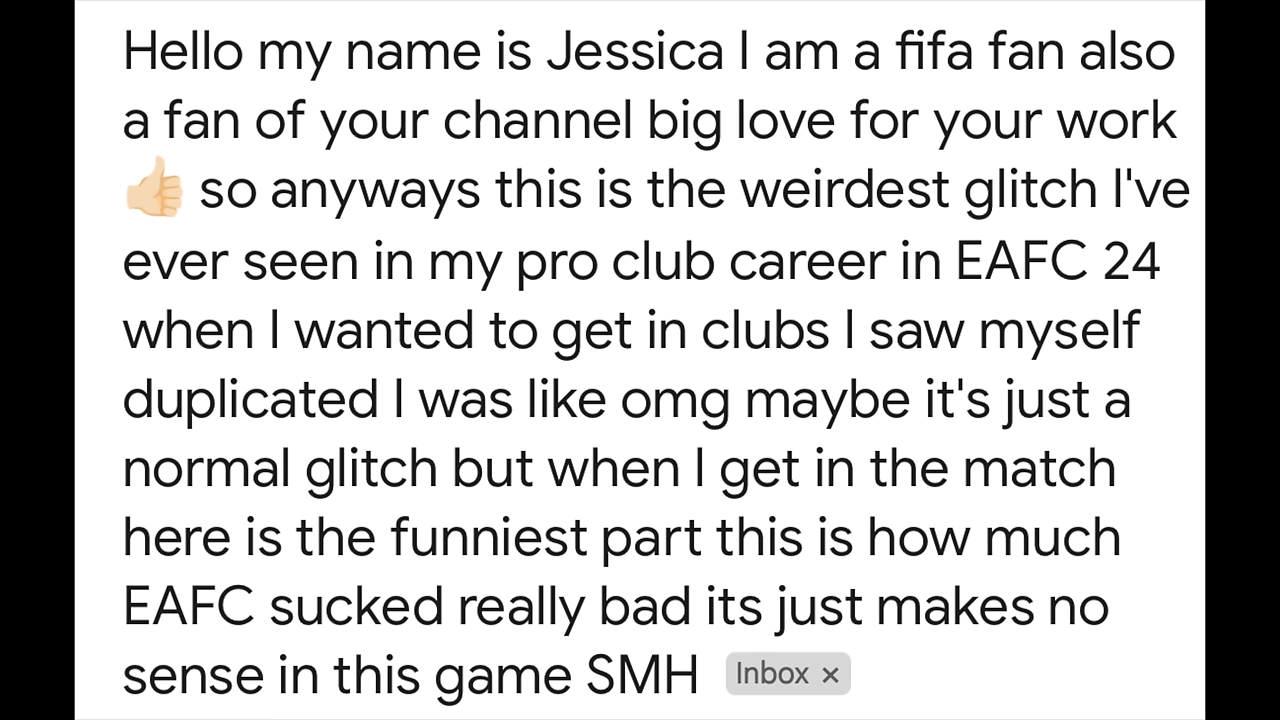 Hello my name is Jessica I am a fifa fan also
a fan of your channel big love for your work
👍🏻 so anyways this is the weirdest glitch I've
ever seen in my pro club career in EAFC 24
when I wanted to get in clubs I saw myself
duplicated I was like omg maybe it's just a
normal glitch but when I get in the match
here is the funniest part this is how much
EAFC sucked really bad its just makes no
sense in this game SMH Inbox ×